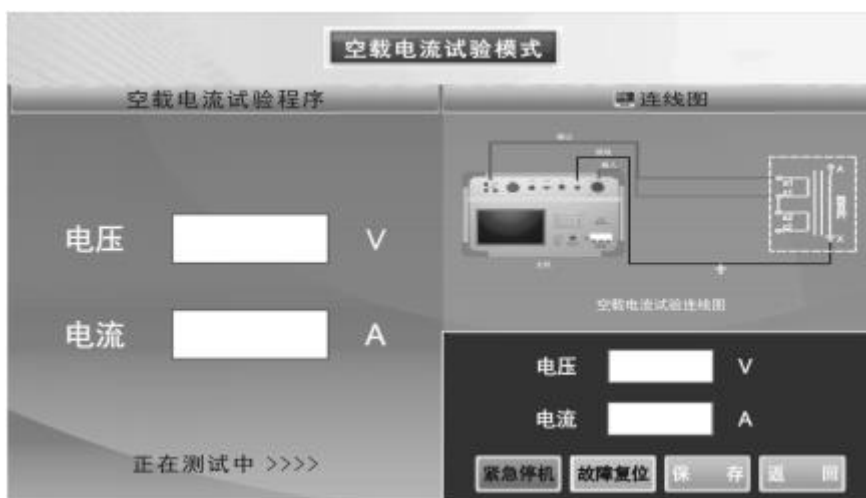 空载电流试验模式
空载电流试验程序
连线图
电压 V
电流 A
正在测试中 >>>>
输入
A
X
空载电流试验连线图
电压 V
电流 A
紧急停机 故障复位 保 存 返 回